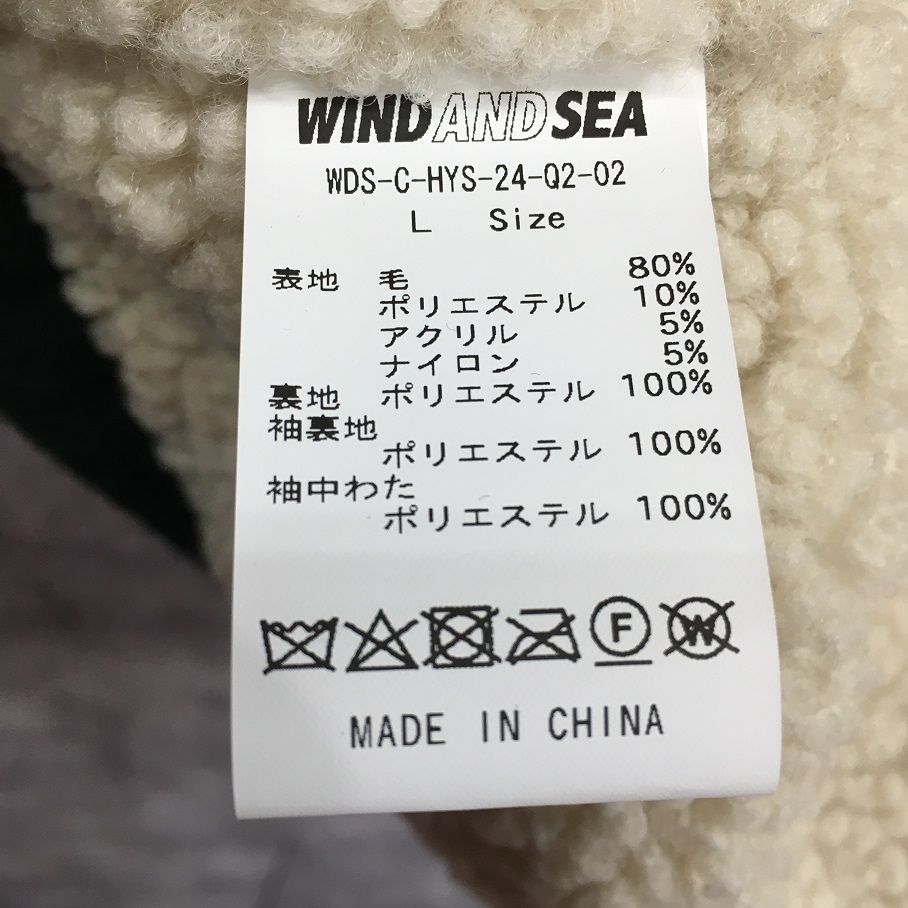 WIND AND SEA
WDS-C-HYS-24-Q2-02
L Size
表地 毛 80%
ポリエステル 10%
アクリル 5%
ナイロン 5%
裏地 ポリエステル 100%
袖裏地
ポリエステル 100%
袖中わた
ポリエステル 100%
F W
MADE IN CHINA